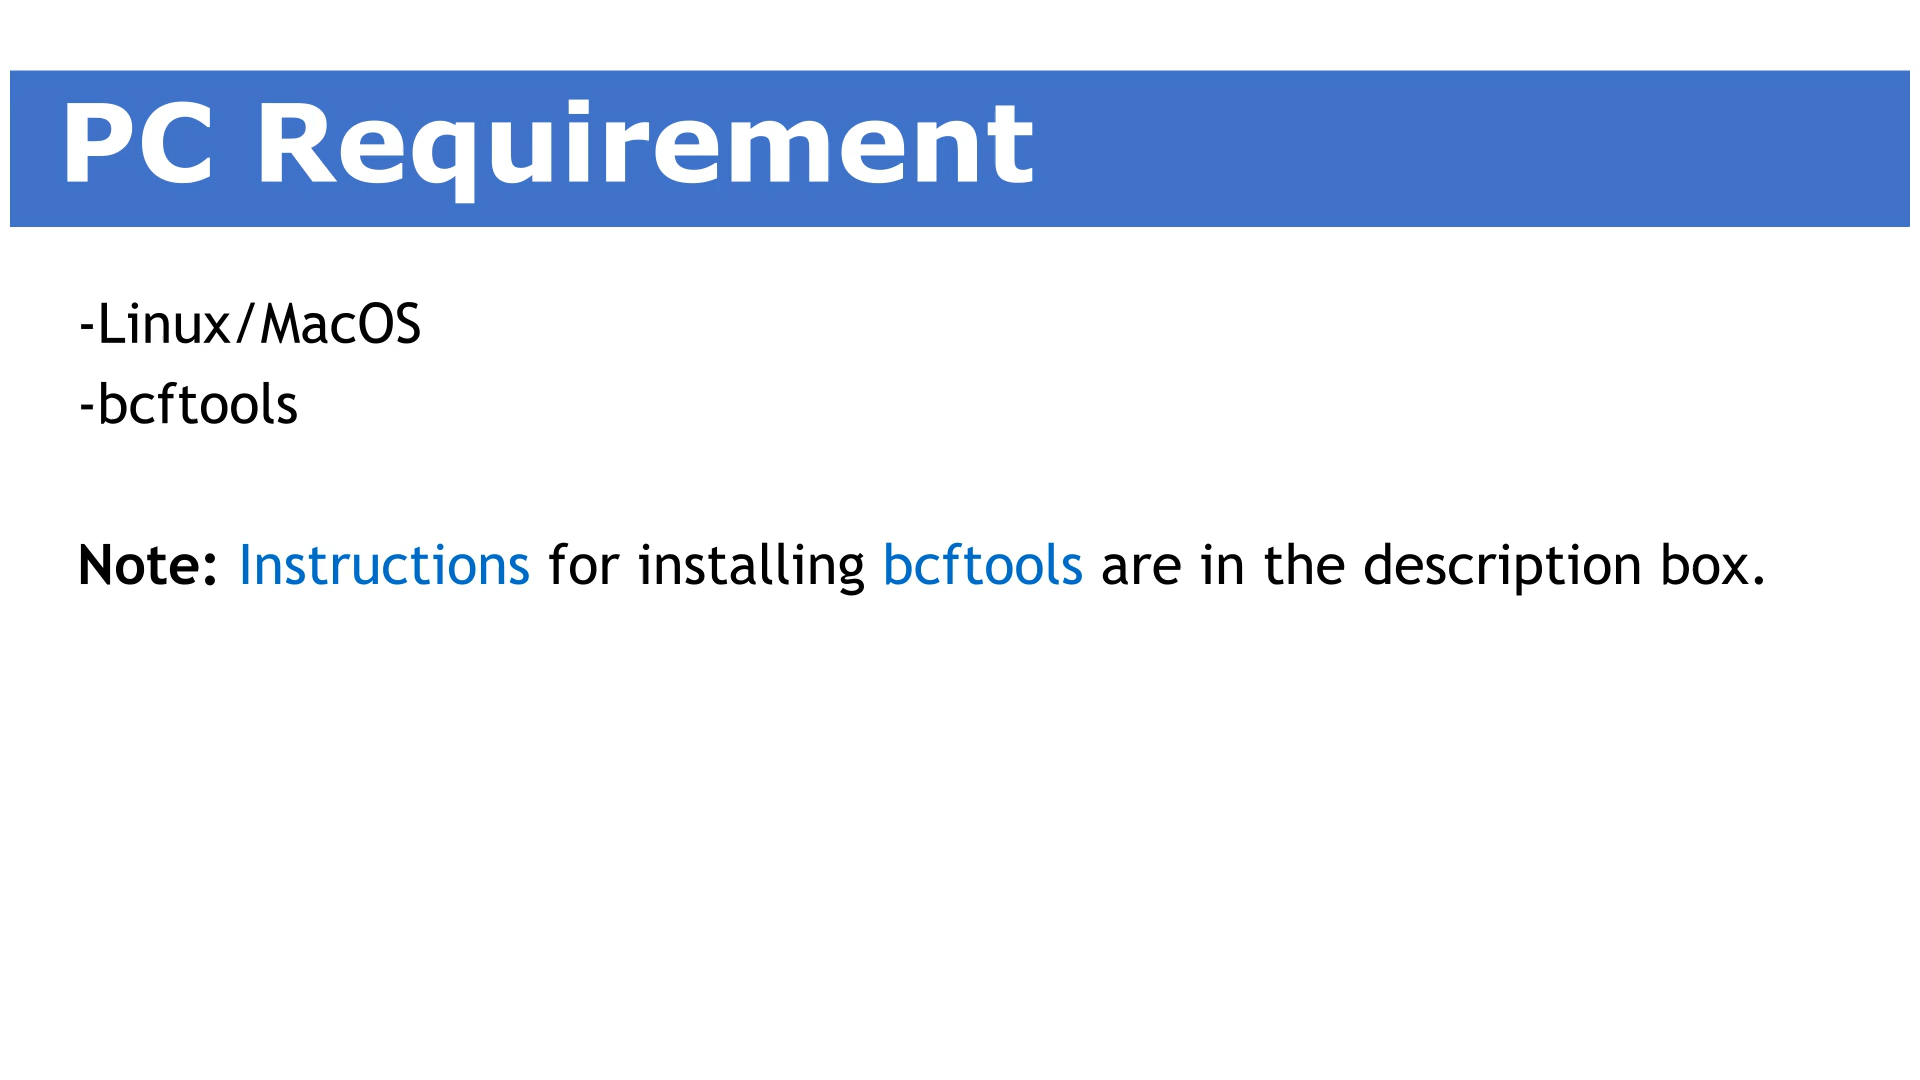 PC Requirement
-Linux/MacOS
-bcftools
Note: Instructions for installing bcftools are in the description box.